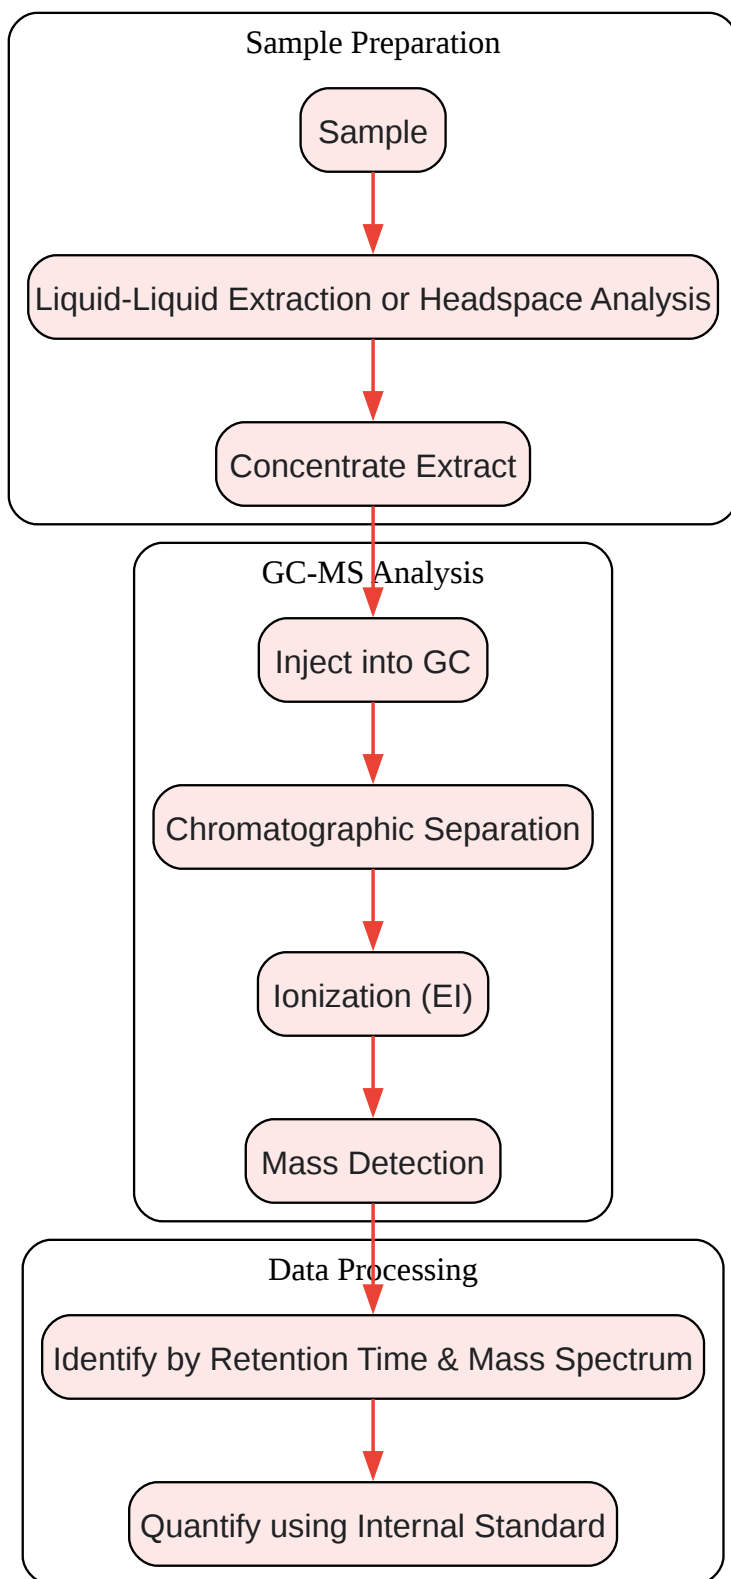 Sample Preparation
Sample
Liquid-Liquid Extraction or Headspace Analysis
Concentrate Extract
GC-MS Analysis
Inject into GC
Chromatographic Separation
Ionization (EI)
Mass Detection
Data Processing
Identify by Retention Time & Mass Spectrum
Quantify using Internal Standard